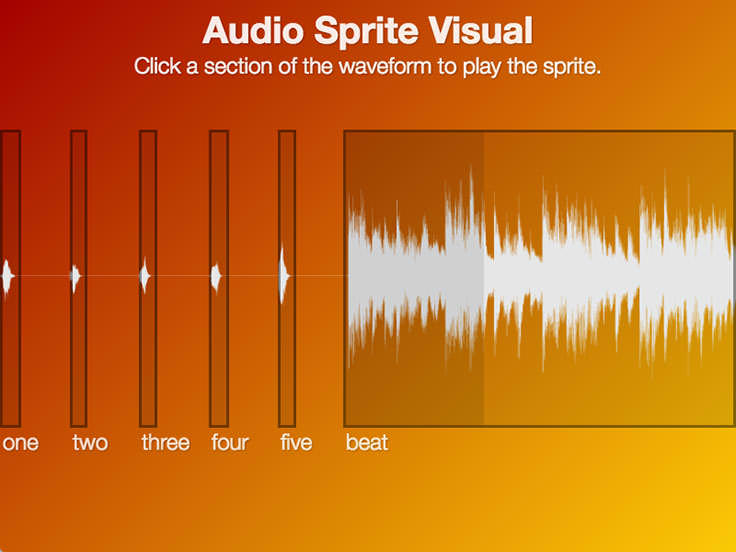 Audio Sprite Visual
Click a section of the waveform to play the sprite.
one two three four five beat